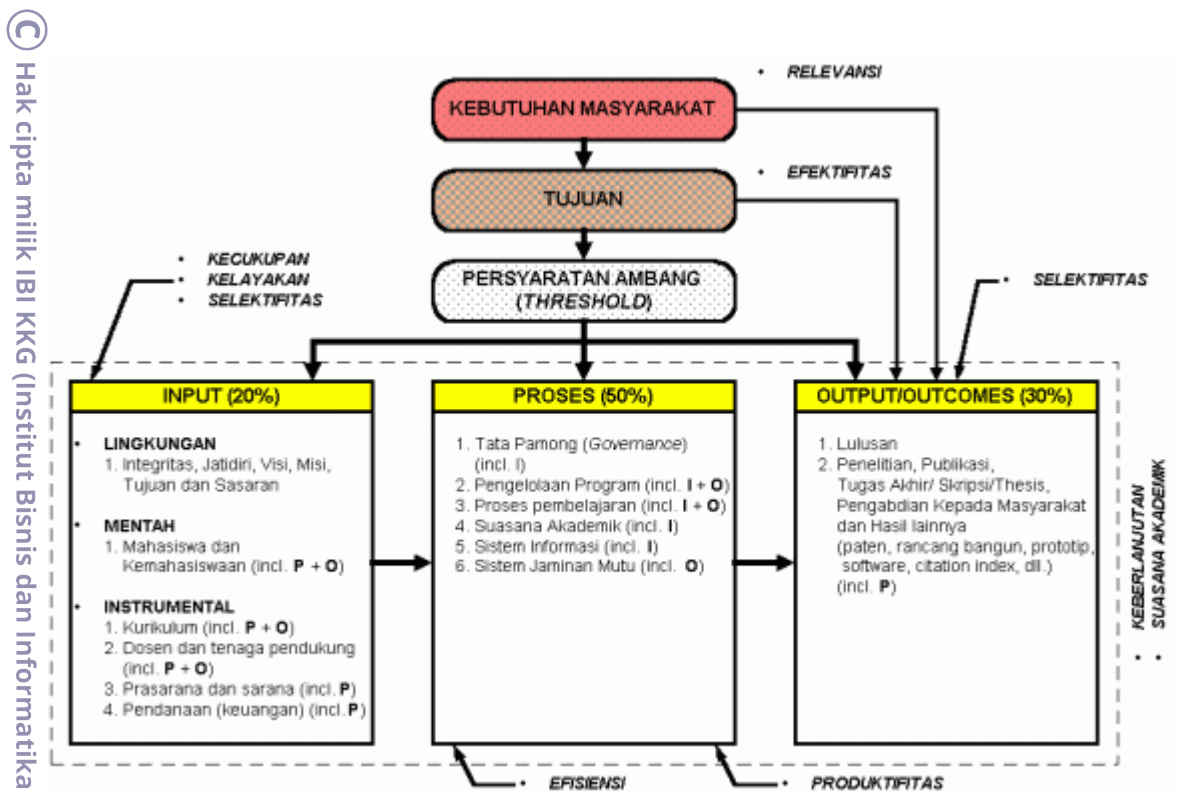 © Hak cipta milik IBI KKG (Institut Bisnis dan Informatika
• RELEVANSI
KEBUTUHAN MASYARAKAT
• EFEKTIFITAS
TUJUAN
• KECUKUPAN
• KELAYAKAN
• SELEKTIFITAS
PERSYARATAN AMBANG
(THRESHOLD)
• SELEKTIFITAS
INPUT (20%)
• LINGKUNGAN
1. Integritas, Jatidiri, Visi, Misi,
Tujuan dan Sasaran
• MENTAH
1. Mahasiswa dan
Kemahasiswaan (incl. P + O)
• INSTRUMENTAL
1. Kurikulum (incl. P + O)
2. Dosen dan tenaga pendukung
(incl. P + O)
3. Prasarana dan sarana (incl. P)
4. Pendanaan (keuangan) (incl. P)
PROSES (50%)
1. Tata Pamong (Governance)
(incl. I)
2. Pengelolaan Program (incl. I + O)
3. Proses pembelajaran (incl. I + O)
4. Suasana Akademik (incl. I)
5. Sistem Informasi (incl. I)
6. Sistem Jaminan Mutu (incl. O)
OUTPUT/OUTCOMES (30%)
1. Lulusan
2. Penelitian, Publikasi,
Tugas Akhir/ Skripsi/Thesis,
Pengabdian Kepada Masyarakat
dan Hasil lainnya
(paten, rancang bangun, prototip,
software, citation index, dll.)
(incl. P)
• KEBERLANJUTAN
• SUASANA AKADEMIK
• EFISIENSI
• PRODUKTIFITAS